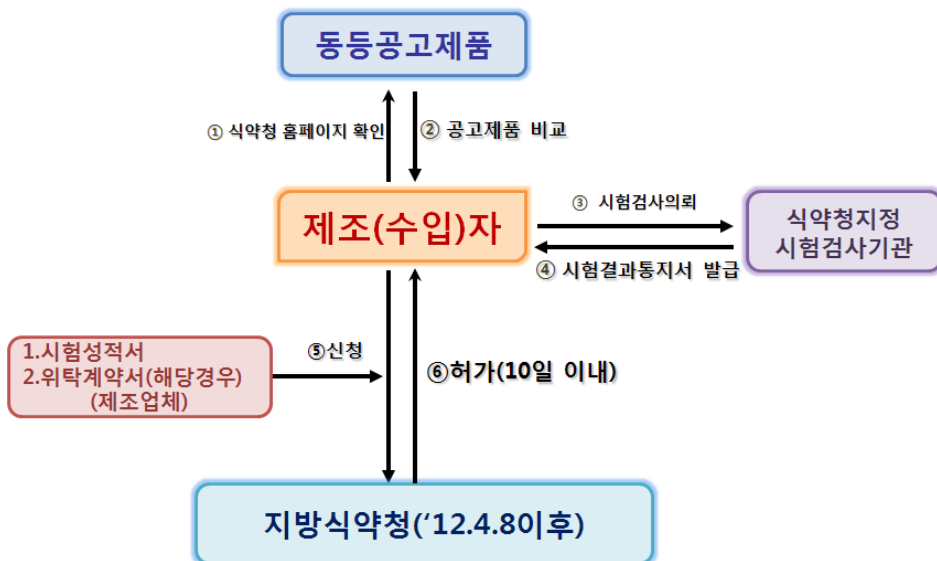 동등공고제품
① 식약청 홈페이지 확인
② 공고제품 비교
제조(수입)자
③ 시험검사의뢰
④ 시험결과통지서 발급
식약청지정
시험검사기관
1.시험성적서
2.위탁계약서(해당경우)
(제조업체)
⑤신청
⑥허가(10일 이내)
지방식약청(‘12.4.8이후)